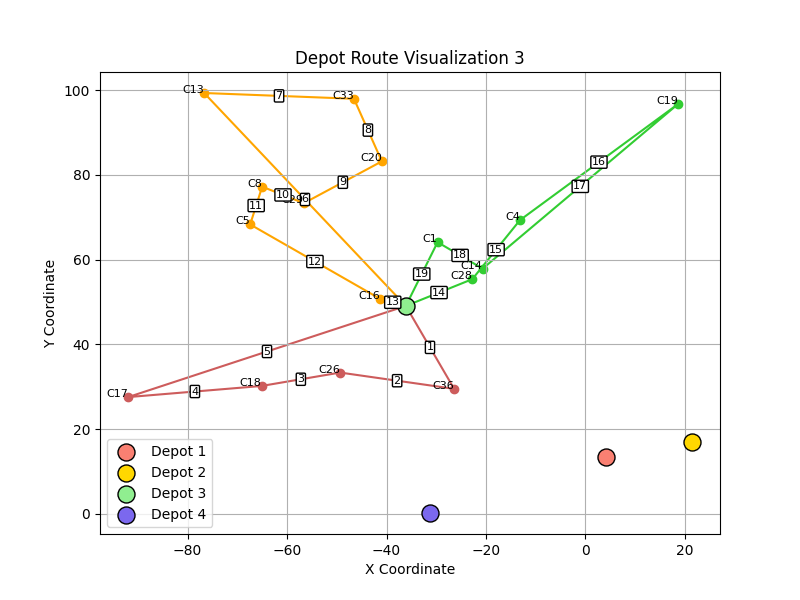 Depot Route Visualization 3
100
80
60
40
20
0
Y Coordinate
−80
−60
−40
−20
0
20
X Coordinate
C13
7
C33
C19
8
C20
16
9
17
C8
10
C29
6
11
C5
C4
12
C1
15
18
C14
19
C28
14
C16
13
1
5
C26
2
3
C18
C36
4
C17
Depot 1
Depot 2
Depot 3
Depot 4